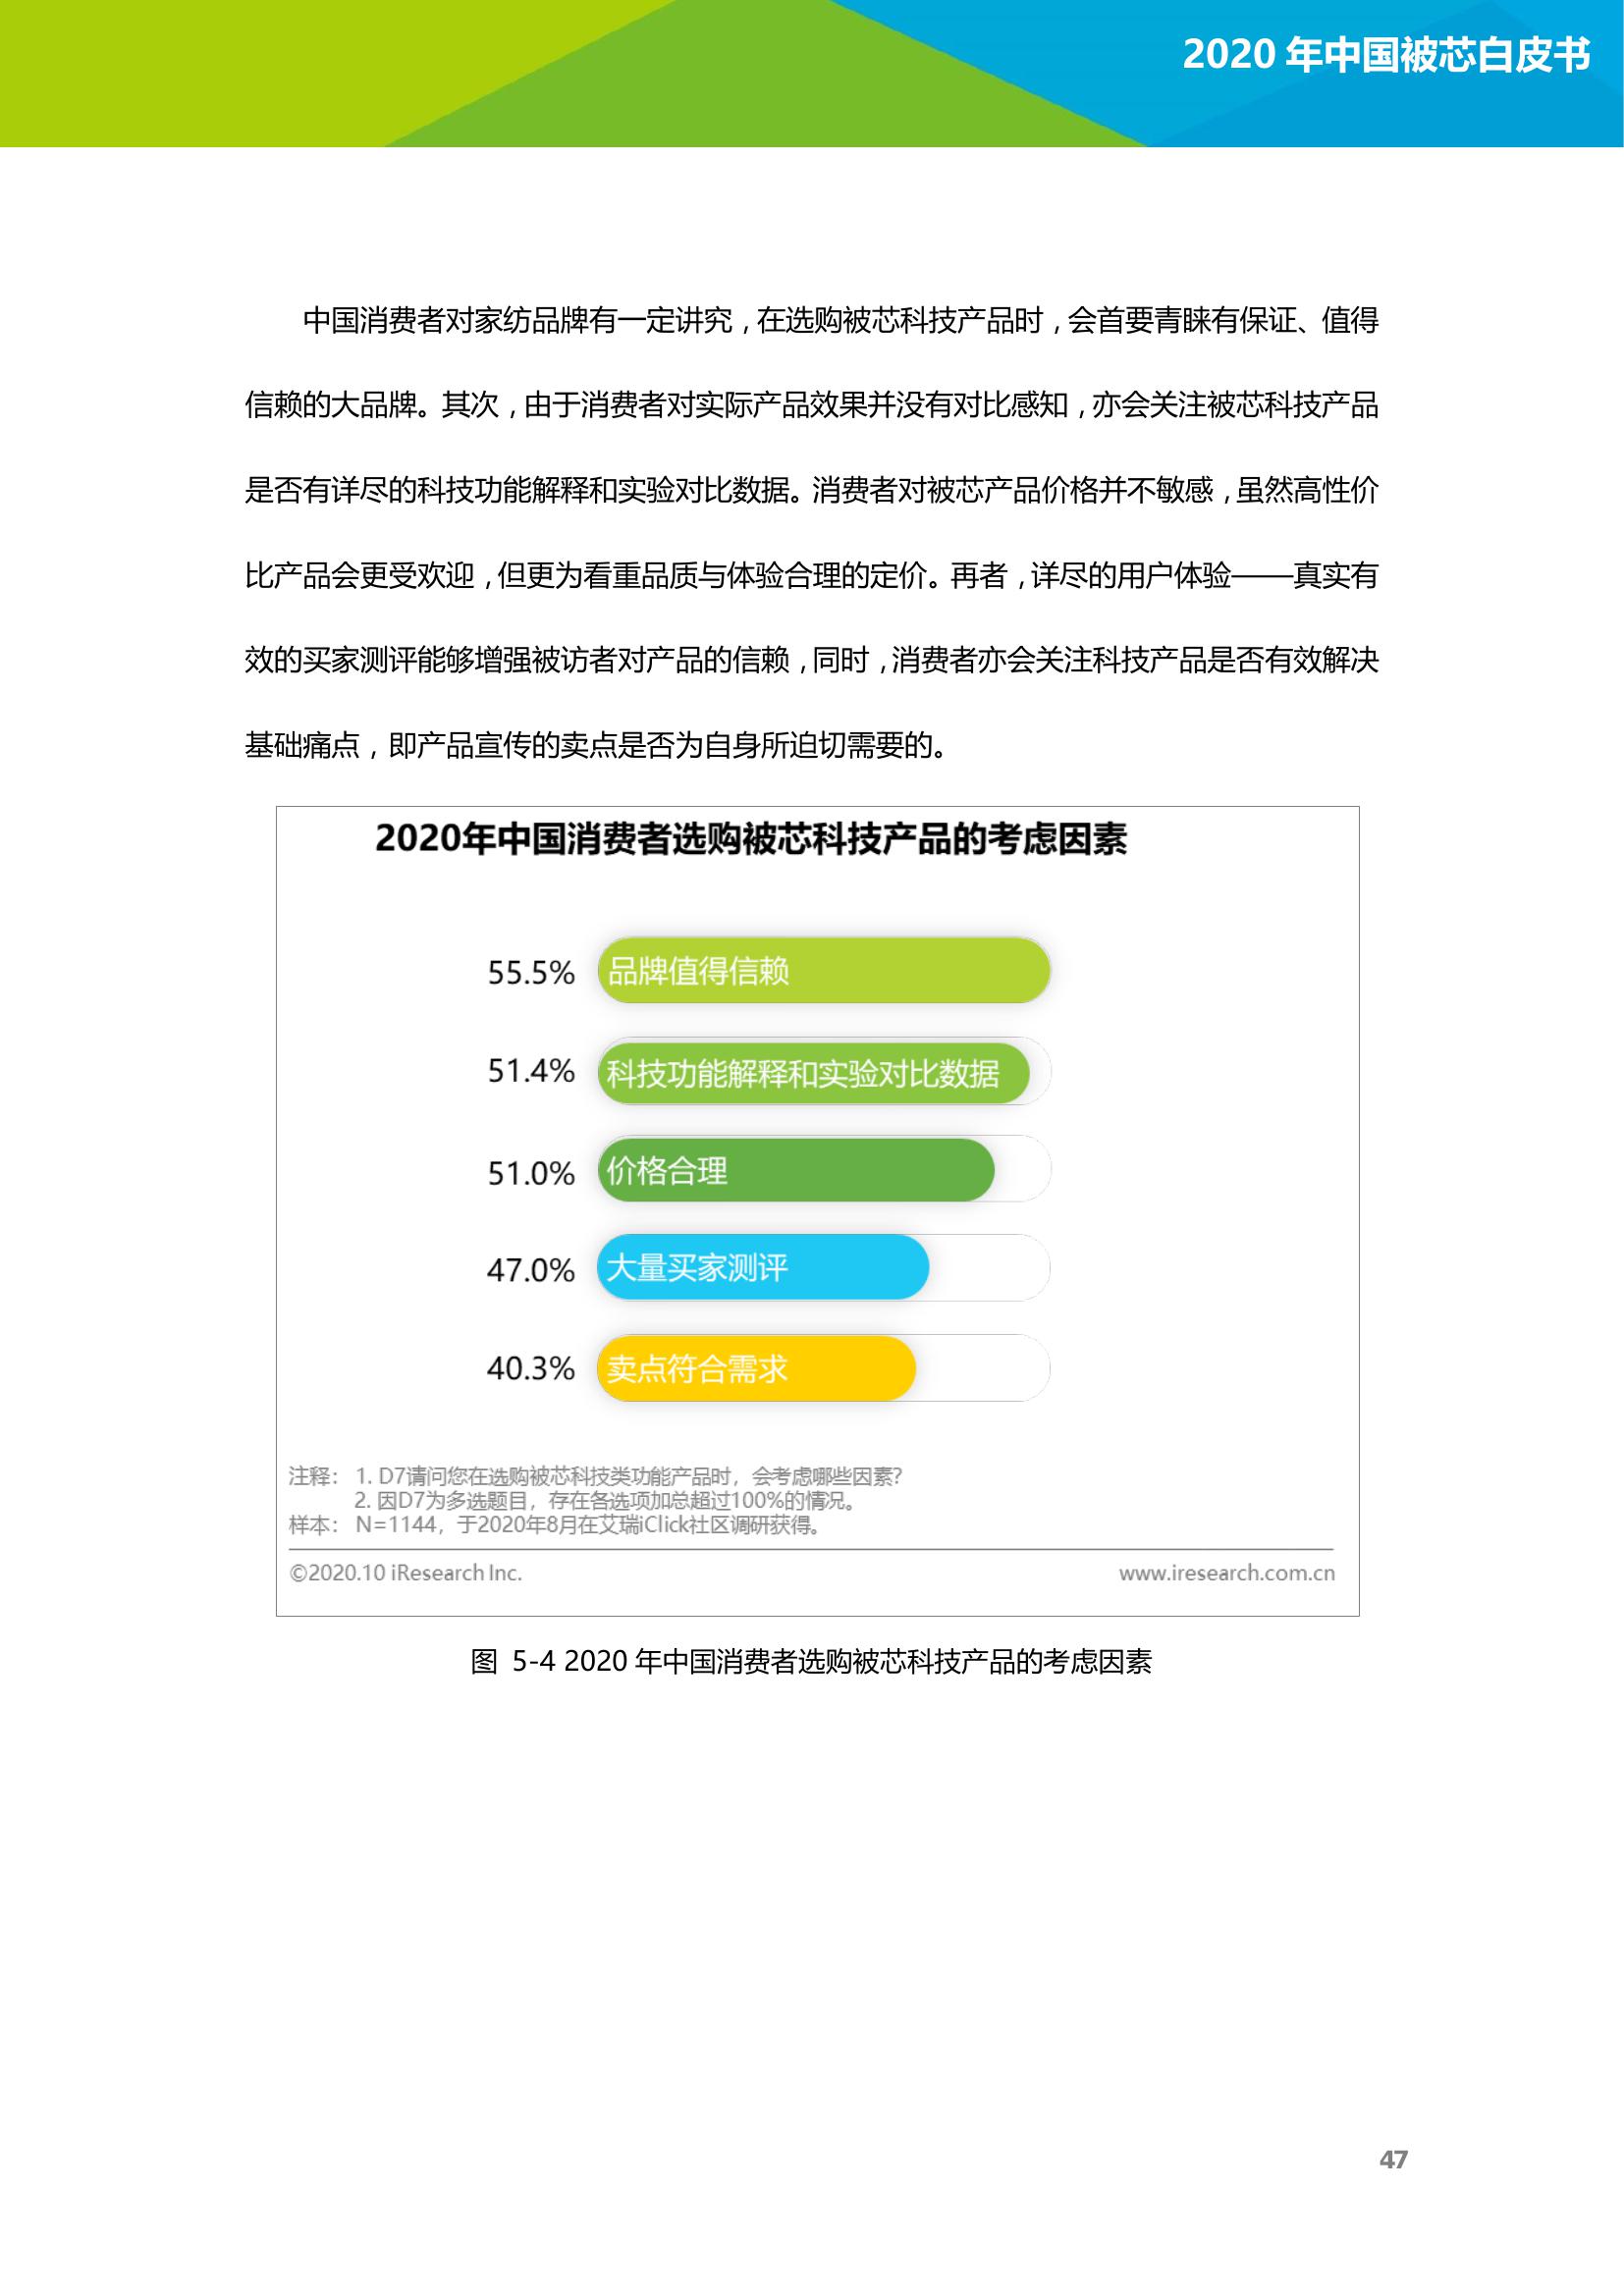 2020 年中国被芯白皮书
中国消费者对家纺品牌有一定讲究，在选购被芯科技产品时，会首要青睐有保证、值得
信赖的大品牌。其次，由于消费者对实际产品效果并没有对比感知，亦会关注被芯科技产品
是否有详尽的科技功能解释和实验对比数据。消费者对被芯产品价格并不敏感，虽然高性价
比产品会更受欢迎，但更为看重品质与体验合理的定价。再者，详尽的用户体验——真实有
效的买家测评能够增强被访者对产品的信赖，同时，消费者亦会关注科技产品是否有效解决
基础痛点，即产品宣传的卖点是否为自身所迫切需要的。
2020年中国消费者选购被芯科技产品的考虑因素
55.5% 品牌值得信赖
51.4% 科技功能解释和实验对比数据
51.0% 价格合理
47.0% 大量买家测评
40.3% 卖点符合需求
注释： 1. D7请问您在选购被芯科技类功能产品时，会考虑哪些因素?
2. 因D7为多选题目，存在各选项加总超过100%的情况。
样本： N=1144，于2020年8月在艾瑞iClick社区调研获得。
©2020.10 iResearch Inc. www.iresearch.com.cn
图 5-4 2020 年中国消费者选购被芯科技产品的考虑因素
47